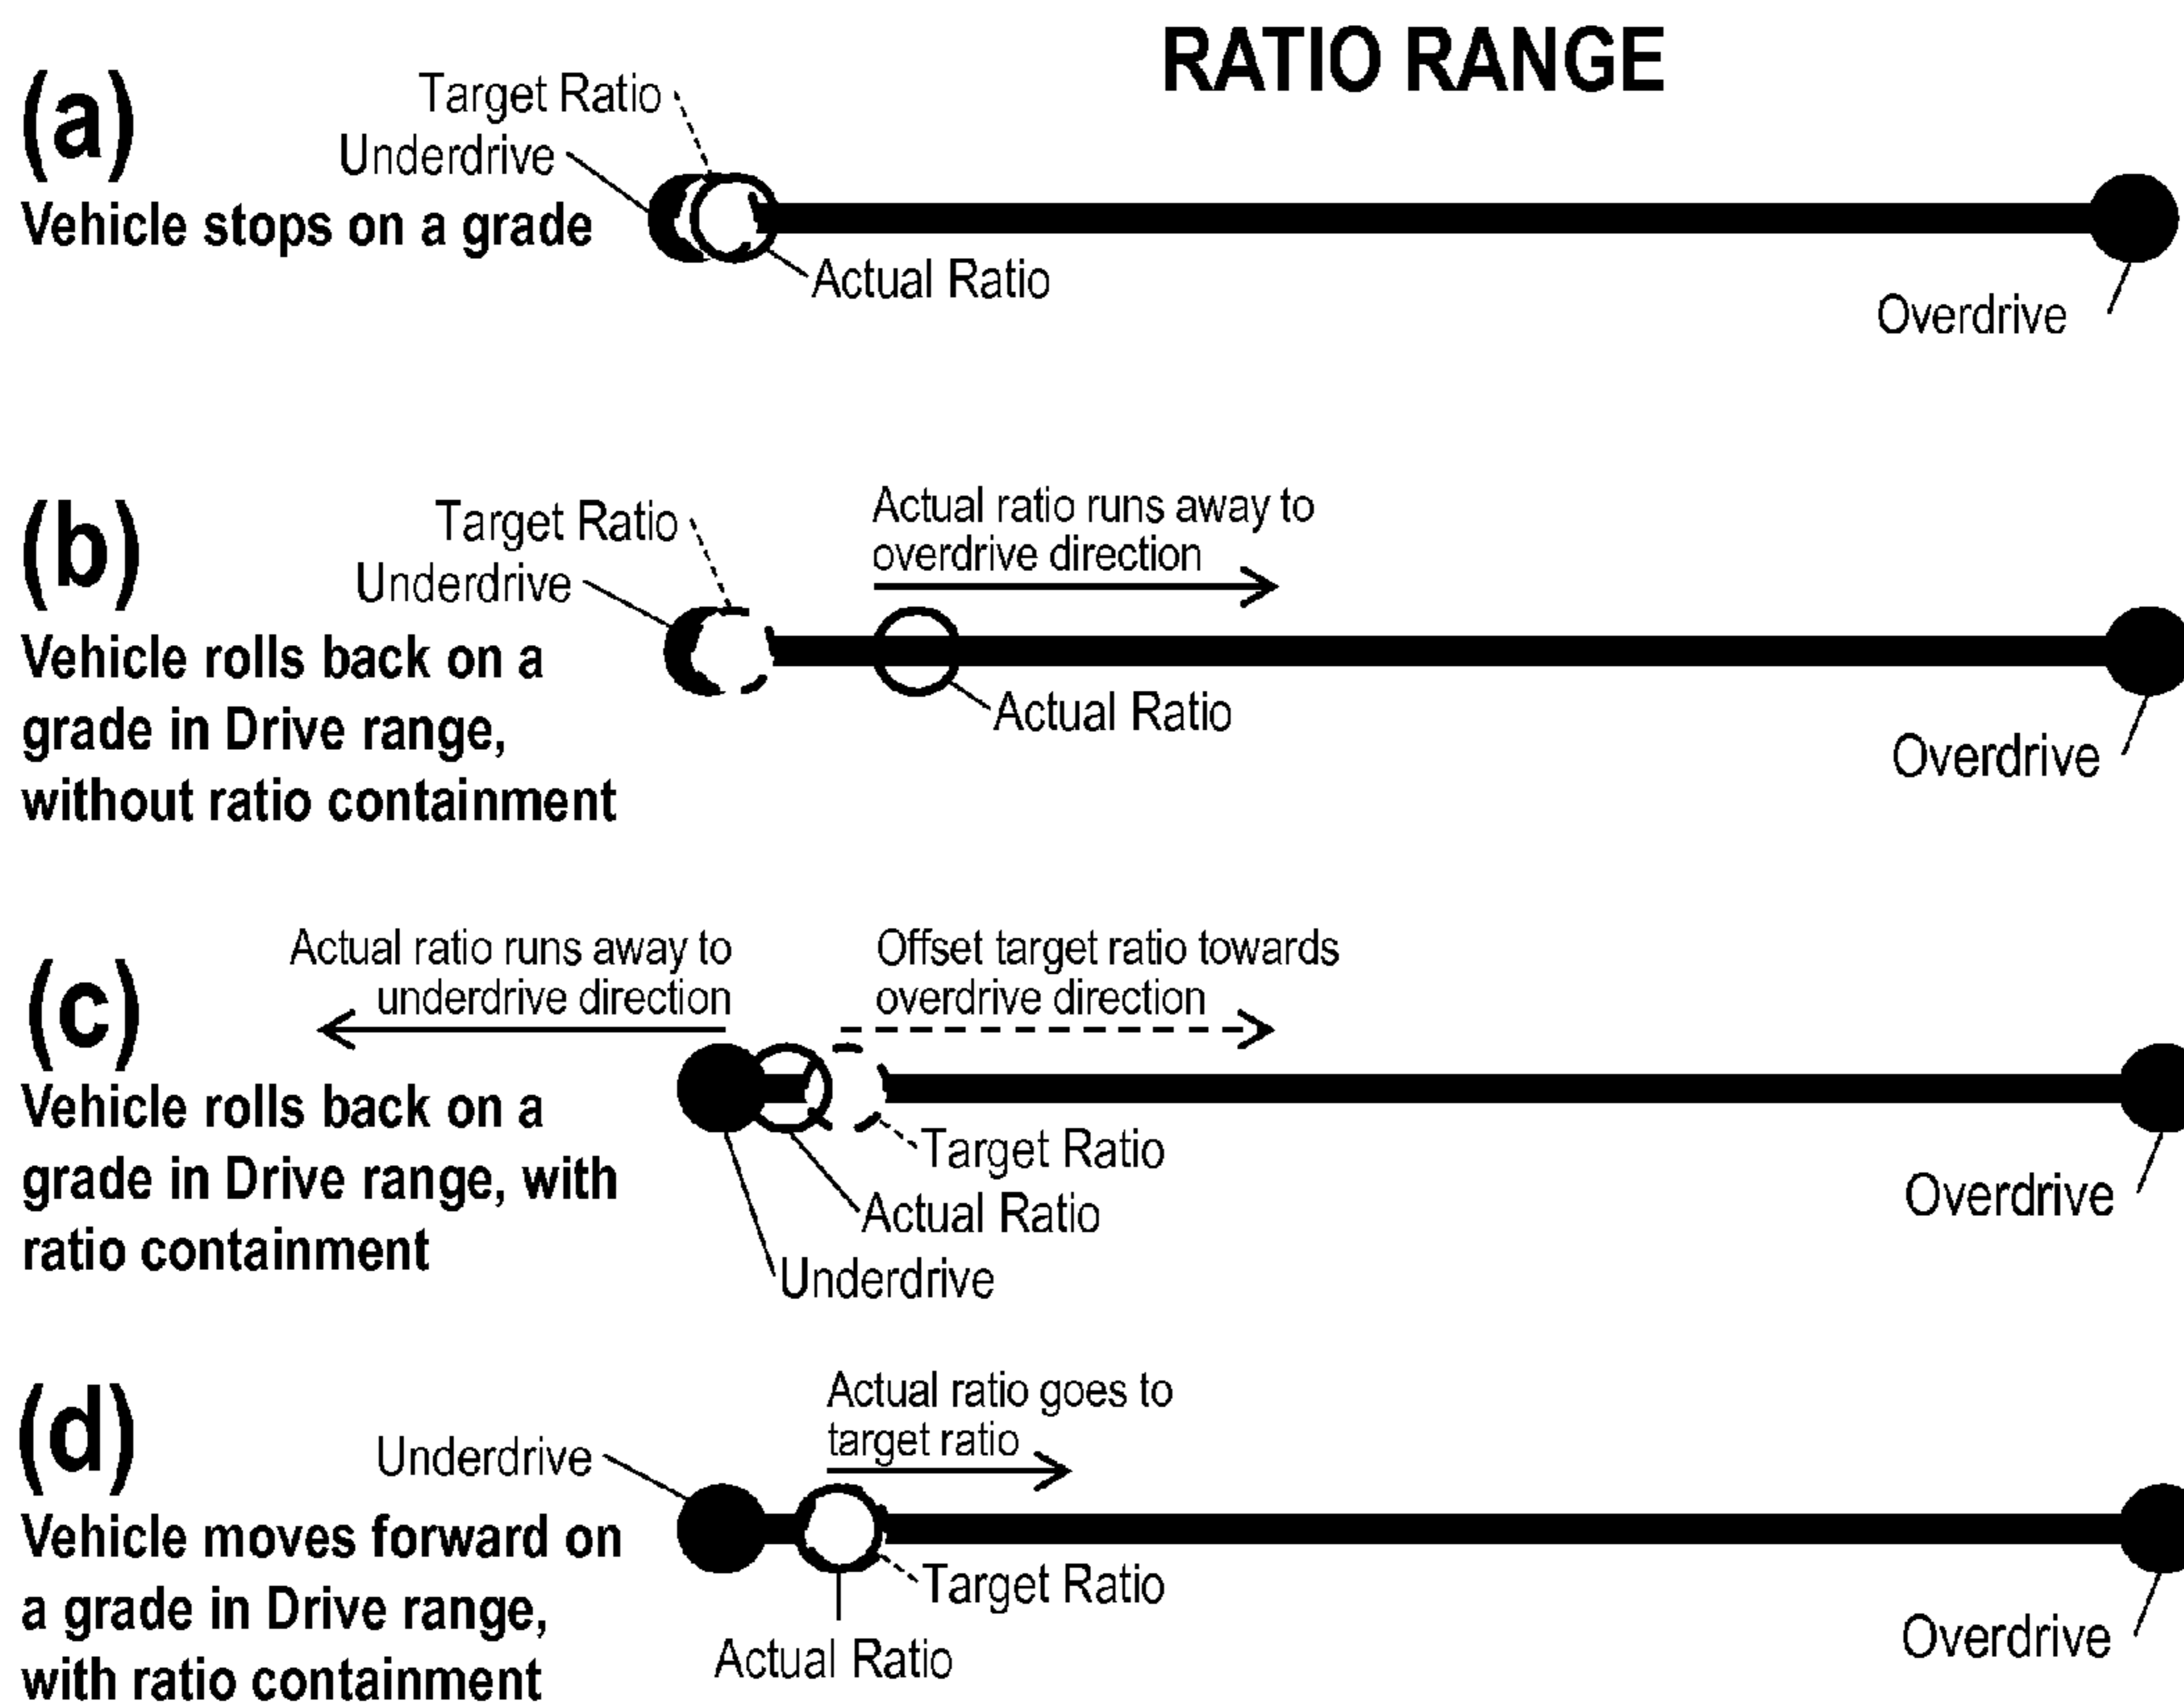 RATIO RANGE
(a)
Target Ratio
Underdrive
Vehicle stops on a grade
Actual Ratio
Overdrive
(b)
Target Ratio
Underdrive
Actual ratio runs away to
overdrive direction
Vehicle rolls back on a
grade in Drive range,
without ratio containment
Actual Ratio
Overdrive
(c)
Actual ratio runs away to
underdrive direction
Offset target ratio towards
overdrive direction
Vehicle rolls back on a
grade in Drive range, with
ratio containment
Target Ratio
Actual Ratio
Underdrive
Overdrive
(d)
Actual ratio goes to
target ratio
Underdrive
Vehicle moves forward on
a grade in Drive range,
with ratio containment
Target Ratio
Actual Ratio
Overdrive